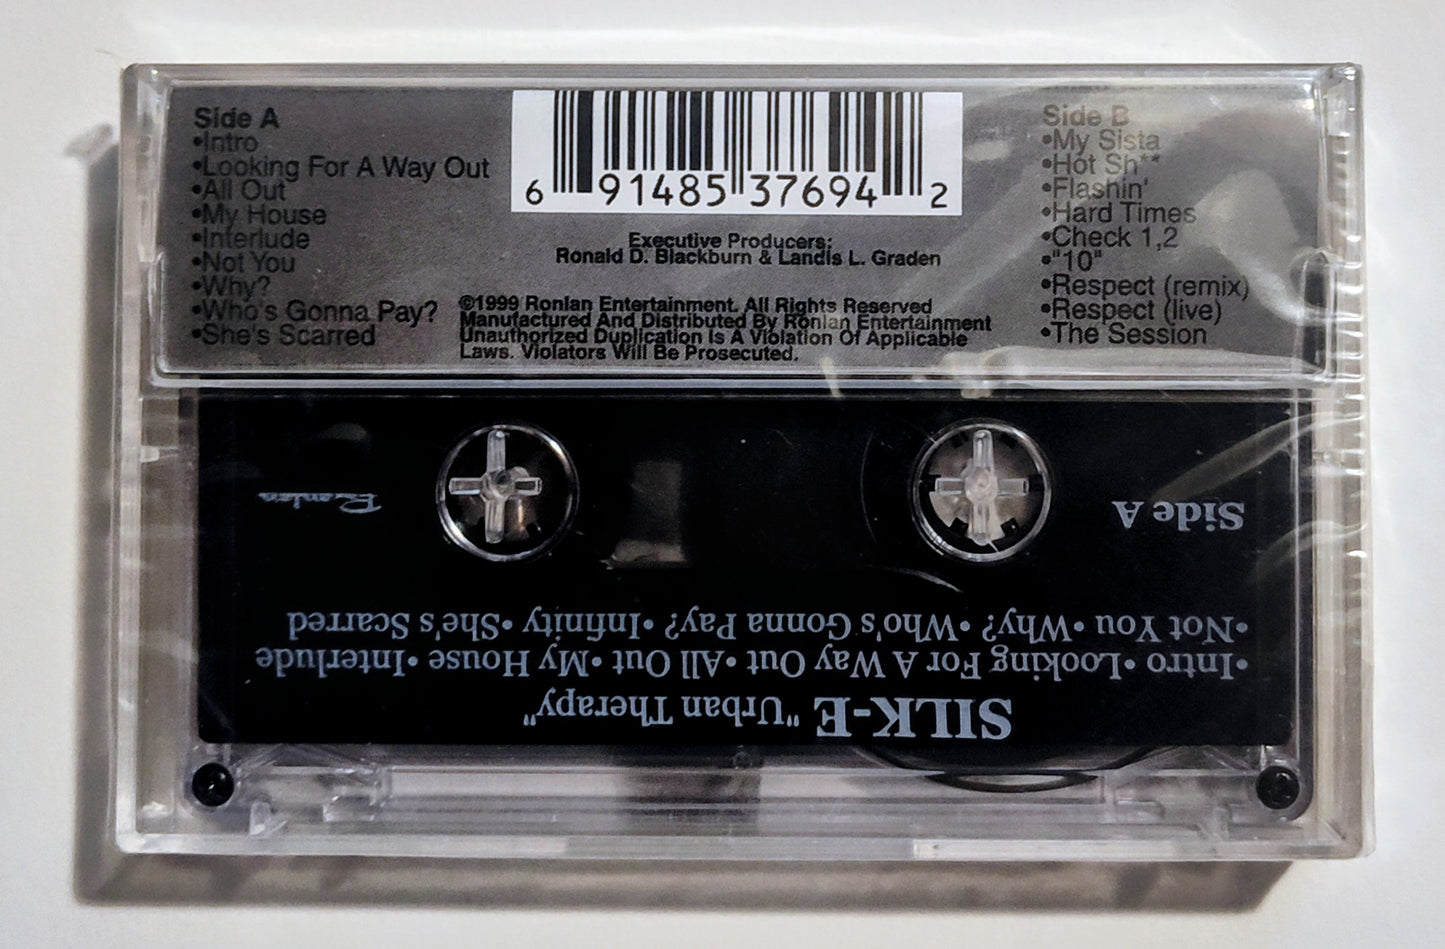 Side A
•Intro
•Looking For A Way Out
•All Out
•My House
•Interlude
•Not You
•Why?
•Who's Gonna Pay?
•She's Scarred
6 91485 37694 2
Executive Producers:
Ronald D. Blackburn & Landis L. Graden
©1999 Ronlan Entertainment. All Rights Reserved
Manufactured And Distributed By Ronlan Entertainment
Unauthorized Duplication Is A Violation Of Applicable
Laws. Violators Will Be Prosecuted.
Side B
•My Sista
•Hot Sh**
•Flashin'
•Hard Times
•Check 1,2
•"10"
•Respect (remix)
•Respect (live)
•The Session
SILK-E "Urban Therapy"
•Intro •Looking For A Way Out •All Out •My House •Interlude
•Not You •Why? •Who's Gonna Pay? •Infinity •She's Scarred
Side A
Ronlan